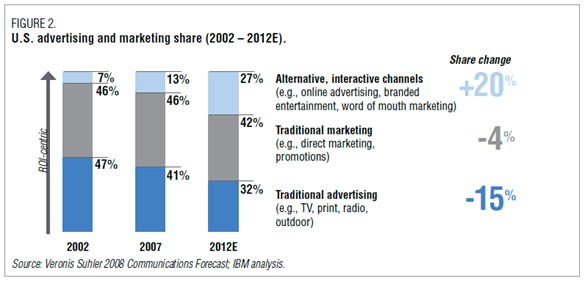 FIGURE 2.
U.S. advertising and marketing share (2002 – 2012E).
Share change
ROI-centric
7%
46%
47%
2002
13%
46%
41%
2007
27%
42%
32%
2012E
Alternative, interactive channels
(e.g., online advertising, branded
entertainment, word of mouth marketing)
+20%
Traditional marketing
(e.g., direct marketing,
promotions)
-4%
Traditional advertising
(e.g., TV, print, radio,
outdoor)
-15%
Source: Veronis Suhler 2008 Communications Forecast; IBM analysis.